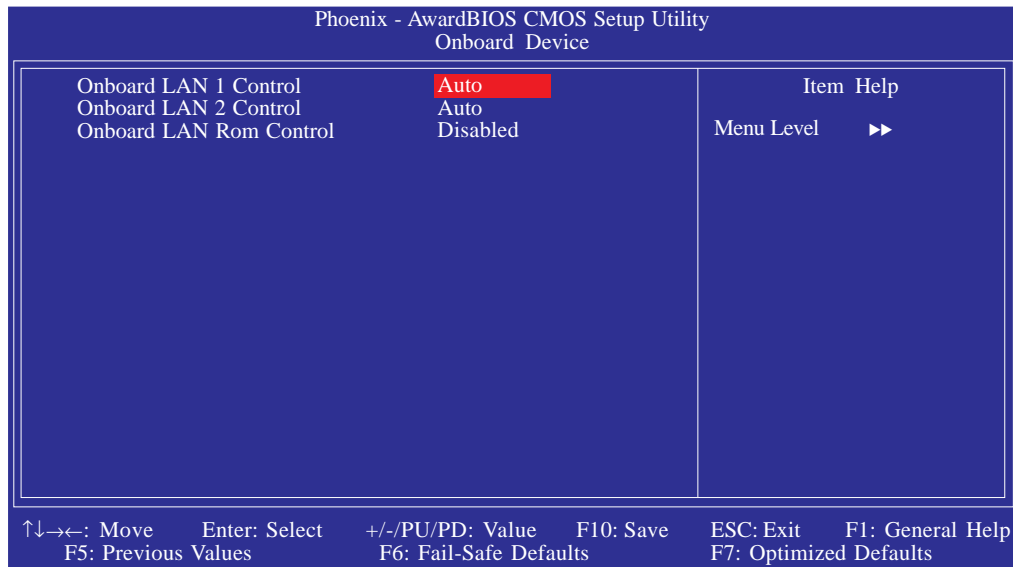 Phoenix - AwardBIOS CMOS Setup Utility
Onboard Device
Onboard LAN 1 Control Auto
Onboard LAN 2 Control Auto
Onboard LAN Rom Control Disabled
Item Help
Menu Level ▶▶
↑↓→←: Move Enter: Select +/-/PU/PD: Value F10: Save ESC: Exit F1: General Help
F5: Previous Values F6: Fail-Safe Defaults F7: Optimized Defaults